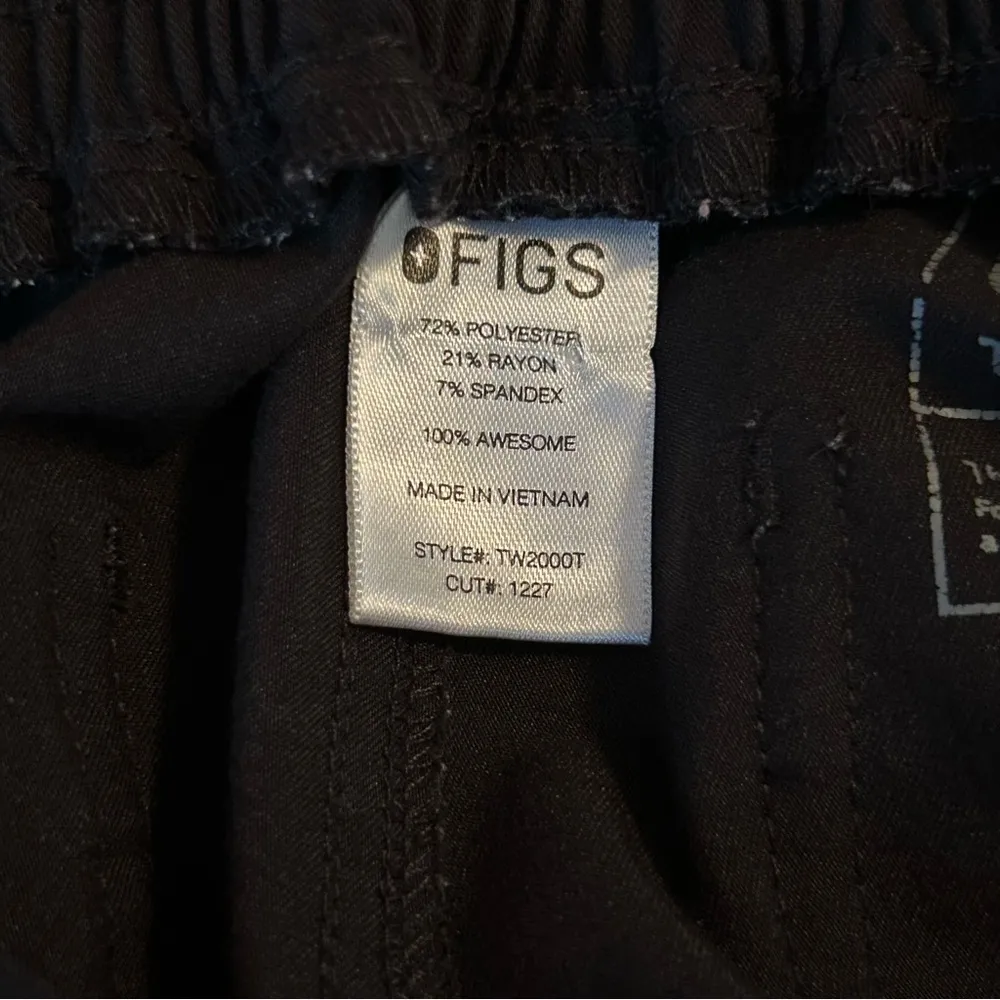 FIGS
72% POLYESTER
21% RAYON
7% SPANDEX
100% AWESOME
MADE IN VIETNAM
STYLE#: TW2000T
CUT#: 1227